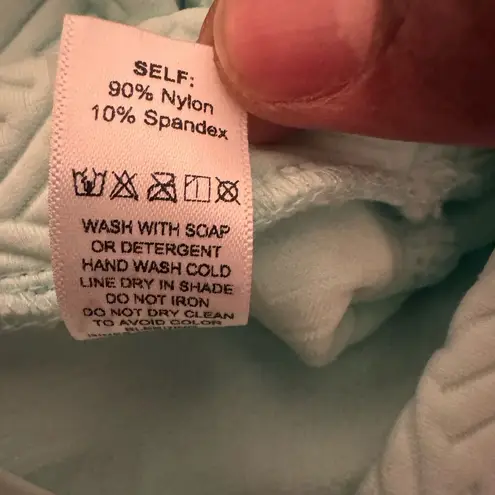 SELF:
90% Nylon
10% Spandex
WASH WITH SOAP
OR DETERGENT
HAND WASH COLD
LINE DRY IN SHADE
DO NOT IRON
DO NOT DRY CLEAN
TO AVOID COLOR